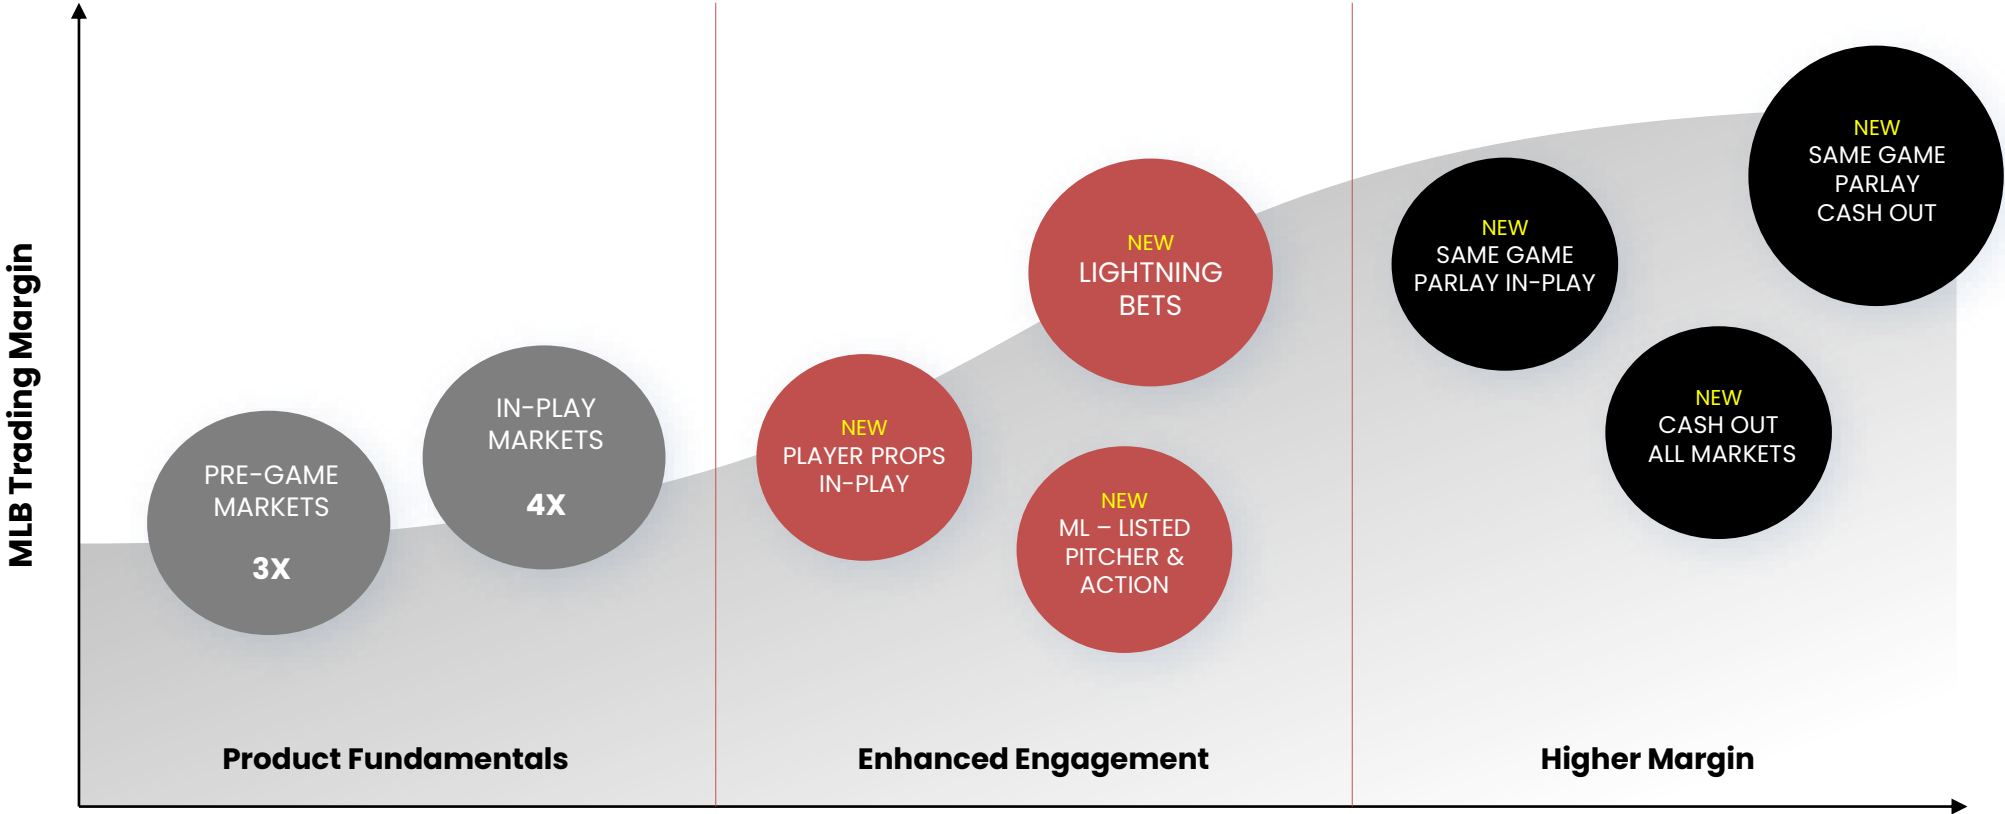 MLB Trading Margin
PRE-GAME
MARKETS
3X
IN-PLAY
MARKETS
4X
NEW
PLAYER PROPS
IN-PLAY
NEW
LIGHTNING
BETS
NEW
ML – LISTED
PITCHER &
ACTION
NEW
SAME GAME
PARLAY IN-PLAY
NEW
CASH OUT
ALL MARKETS
NEW
SAME GAME
PARLAY
CASH OUT
Product Fundamentals
Enhanced Engagement
Higher Margin